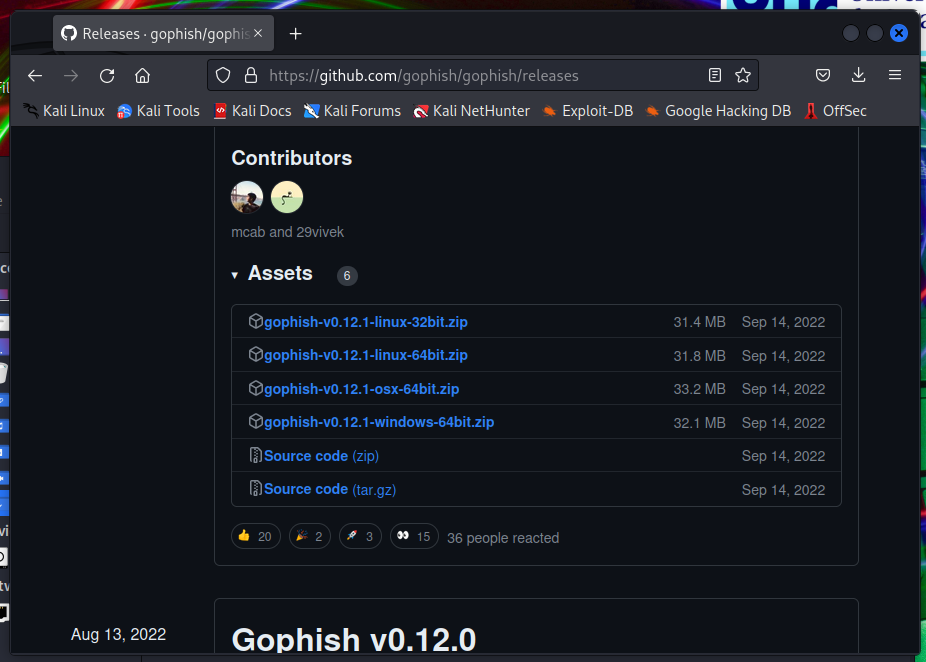 Releases · gophish/gophis
https://github.com/gophish/gophish/releases
Kali Linux Kali Tools Kali Docs Kali Forums Kali NetHunter Exploit-DB Google Hacking DB OffSec
Contributors
mcab and 29vivek
Assets 6
gophish-v0.12.1-linux-32bit.zip 31.4 MB Sep 14, 2022
gophish-v0.12.1-linux-64bit.zip 31.8 MB Sep 14, 2022
gophish-v0.12.1-osx-64bit.zip 33.2 MB Sep 14, 2022
gophish-v0.12.1-windows-64bit.zip 32.1 MB Sep 14, 2022
Source code (zip) Sep 14, 2022
Source code (tar.gz) Sep 14, 2022
20 2 3 15 36 people reacted
Aug 13, 2022
Gophish v0.12.0